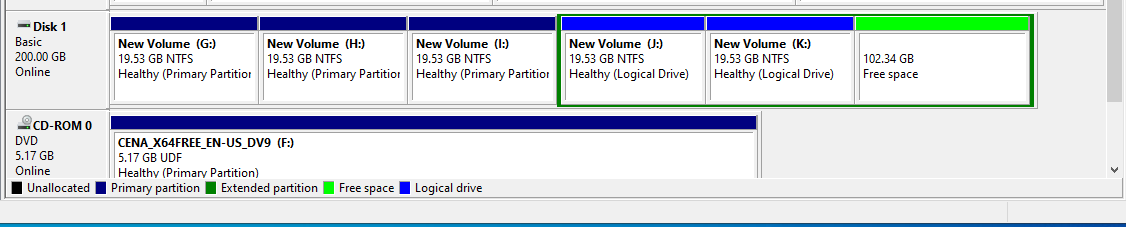 Disk 1
Basic
200.00 GB
Online
New Volume (G:)
19.53 GB NTFS
Healthy (Primary Partition
New Volume (H:)
19.53 GB NTFS
Healthy (Primary Partition
New Volume (I:)
19.53 GB NTFS
Healthy (Primary Partition
New Volume (J:)
19.53 GB NTFS
Healthy (Logical Drive)
New Volume (K:)
19.53 GB NTFS
Healthy (Logical Drive)
102.34 GB
Free space
CD-ROM 0
DVD
5.17 GB
Online
CENA_X64FREE_EN-US_DV9 (F:)
5.17 GB UDF
Healthy (Primary Partition)
Unallocated Primary partition Extended partition Free space Logical drive